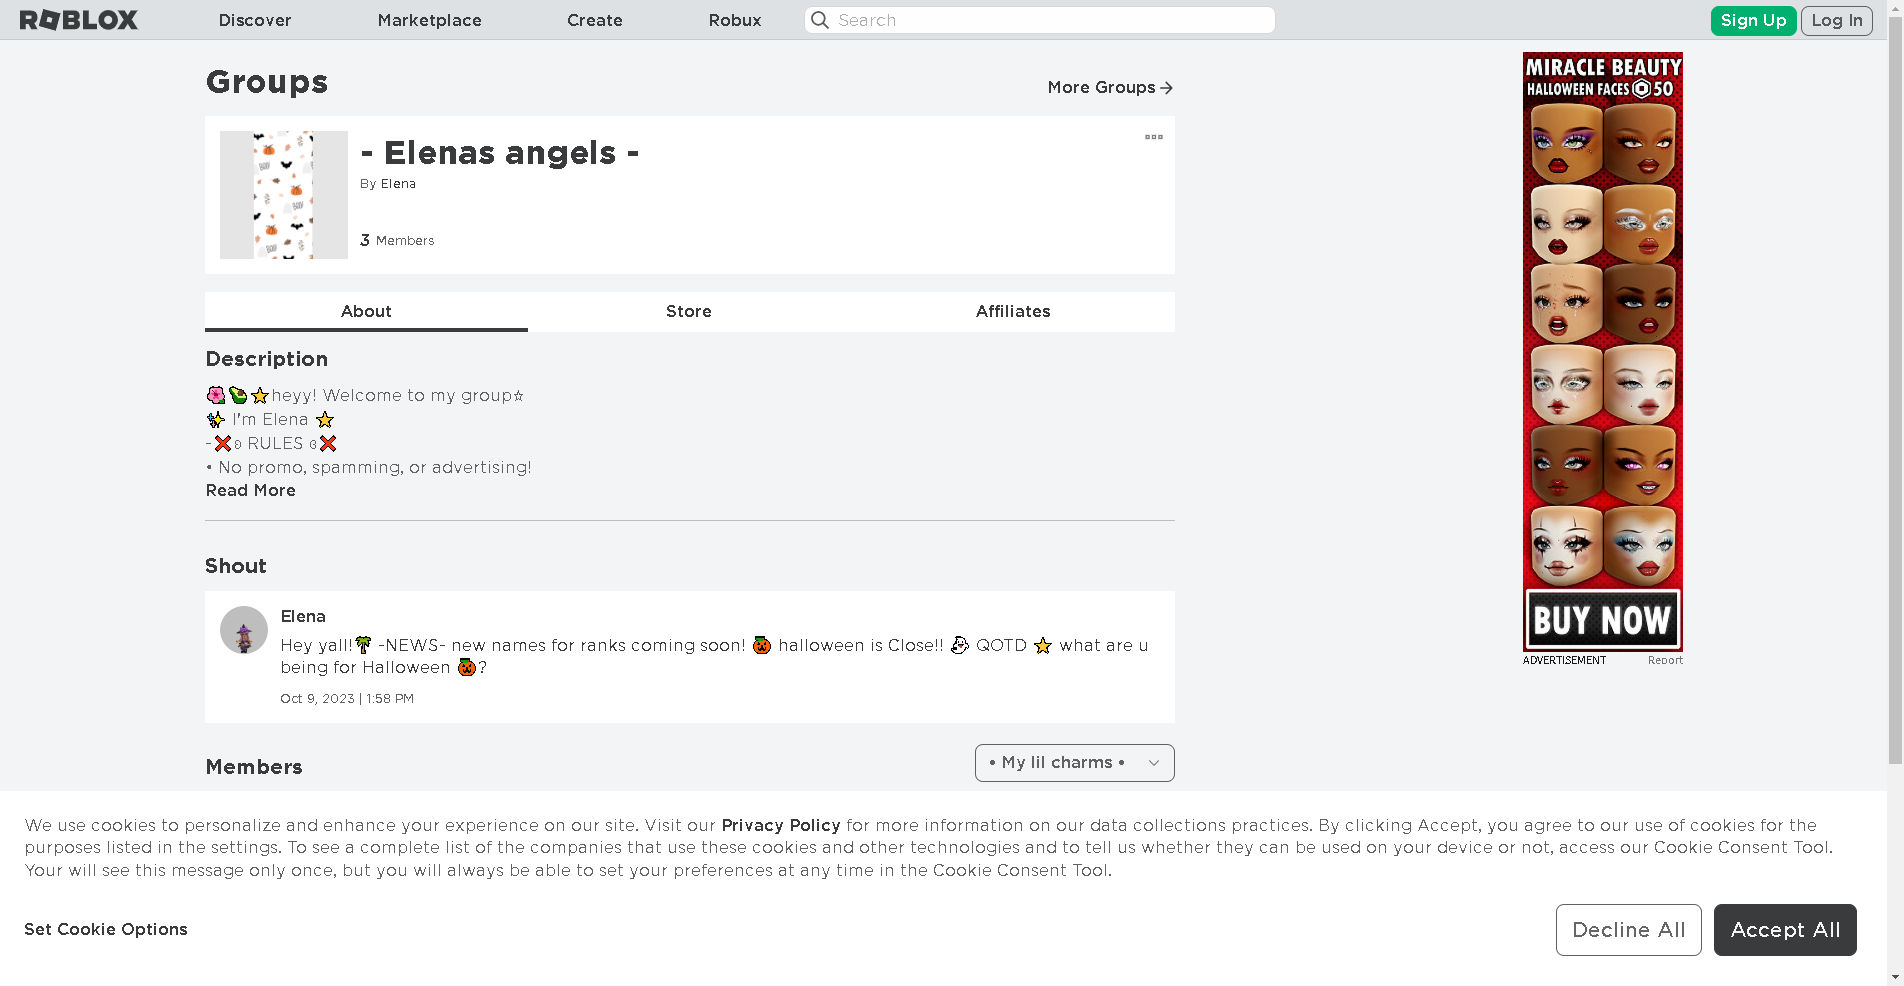 ROBLOX
Discover
Marketplace
Create
Robux
Search
Sign Up
Log In
Groups
More Groups
- Elenas angels -
By Elena
3 Members
About
Store
Affiliates
Description
🌺🥑⭐heyy! Welcome to my group☆
✨ I'm Elena ⭐
-❌๏ RULES ๏❌
• No promo, spamming, or advertising!
Read More
Shout
Elena
Hey yall!🌴 -NEWS- new names for ranks coming soon! 🎃 halloween is Close!! 👻 QOTD ⭐ what are u
being for Halloween 🎃?
Oct 9, 2023 | 1:58 PM
Members
• My lil charms •
MIRACLE BEAUTY
HALLOWEEN FACES 50
BUY NOW
ADVERTISEMENT
Report
We use cookies to personalize and enhance your experience on our site. Visit our Privacy Policy for more information on our data collections practices. By clicking Accept, you agree to our use of cookies for the
purposes listed in the settings. To see a complete list of the companies that use these cookies and other technologies and to tell us whether they can be used on your device or not, access our Cookie Consent Tool.
Your will see this message only once, but you will always be able to set your preferences at any time in the Cookie Consent Tool.
Set Cookie Options
Decline All
Accept All